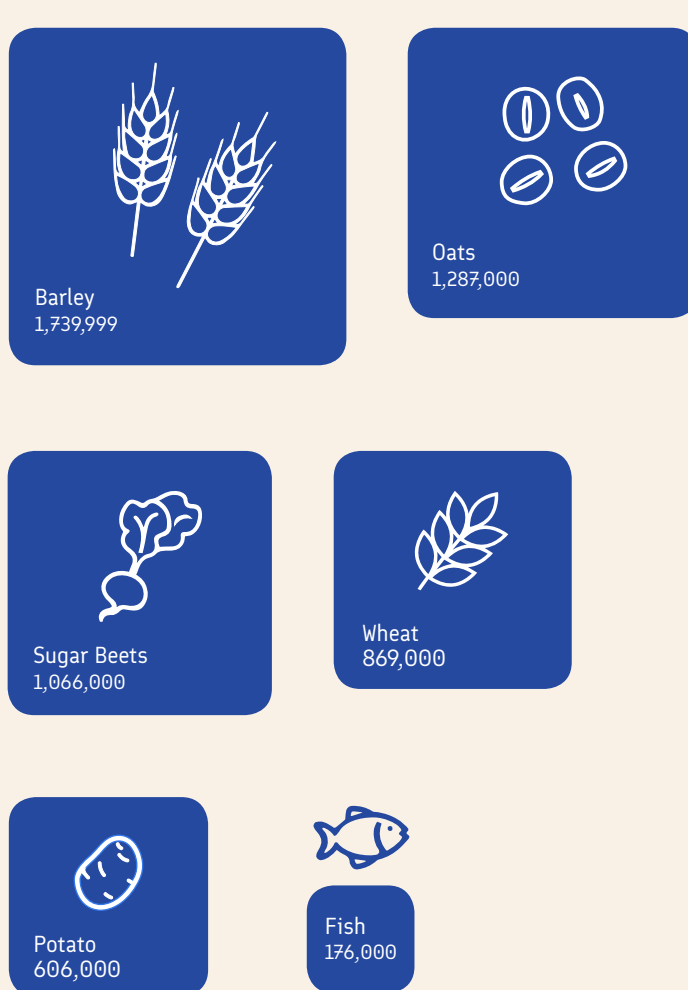 Barley
1,739,999
Oats
1,287,000
Sugar Beets
1,066,000
Wheat
869,000
Potato
606,000
Fish
176,000